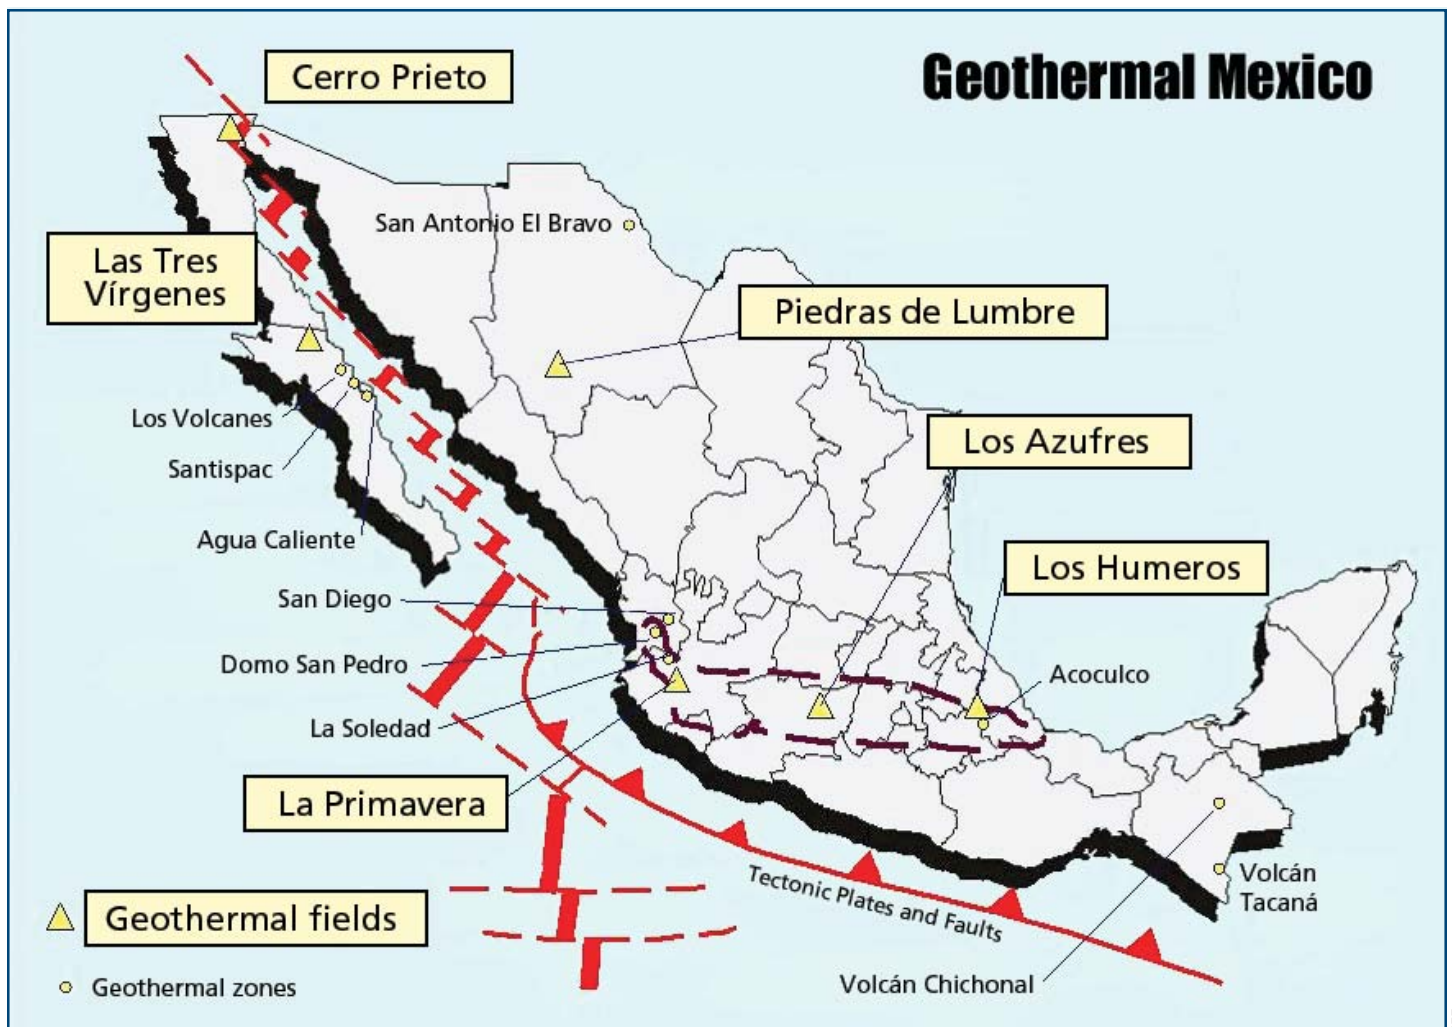 Geothermal Mexico
Cerro Prieto
San Antonio El Bravo
Las Tres
Vírgenes
Piedras de Lumbre
Los Volcanes
Los Azufres
Santispac
Agua Caliente
Los Humeros
San Diego
Domo San Pedro
Acoculco
La Soledad
La Primavera
Tectonic Plates and Faults
Volcán
Tacaná
Geothermal fields
Volcán Chichonal
Geothermal zones